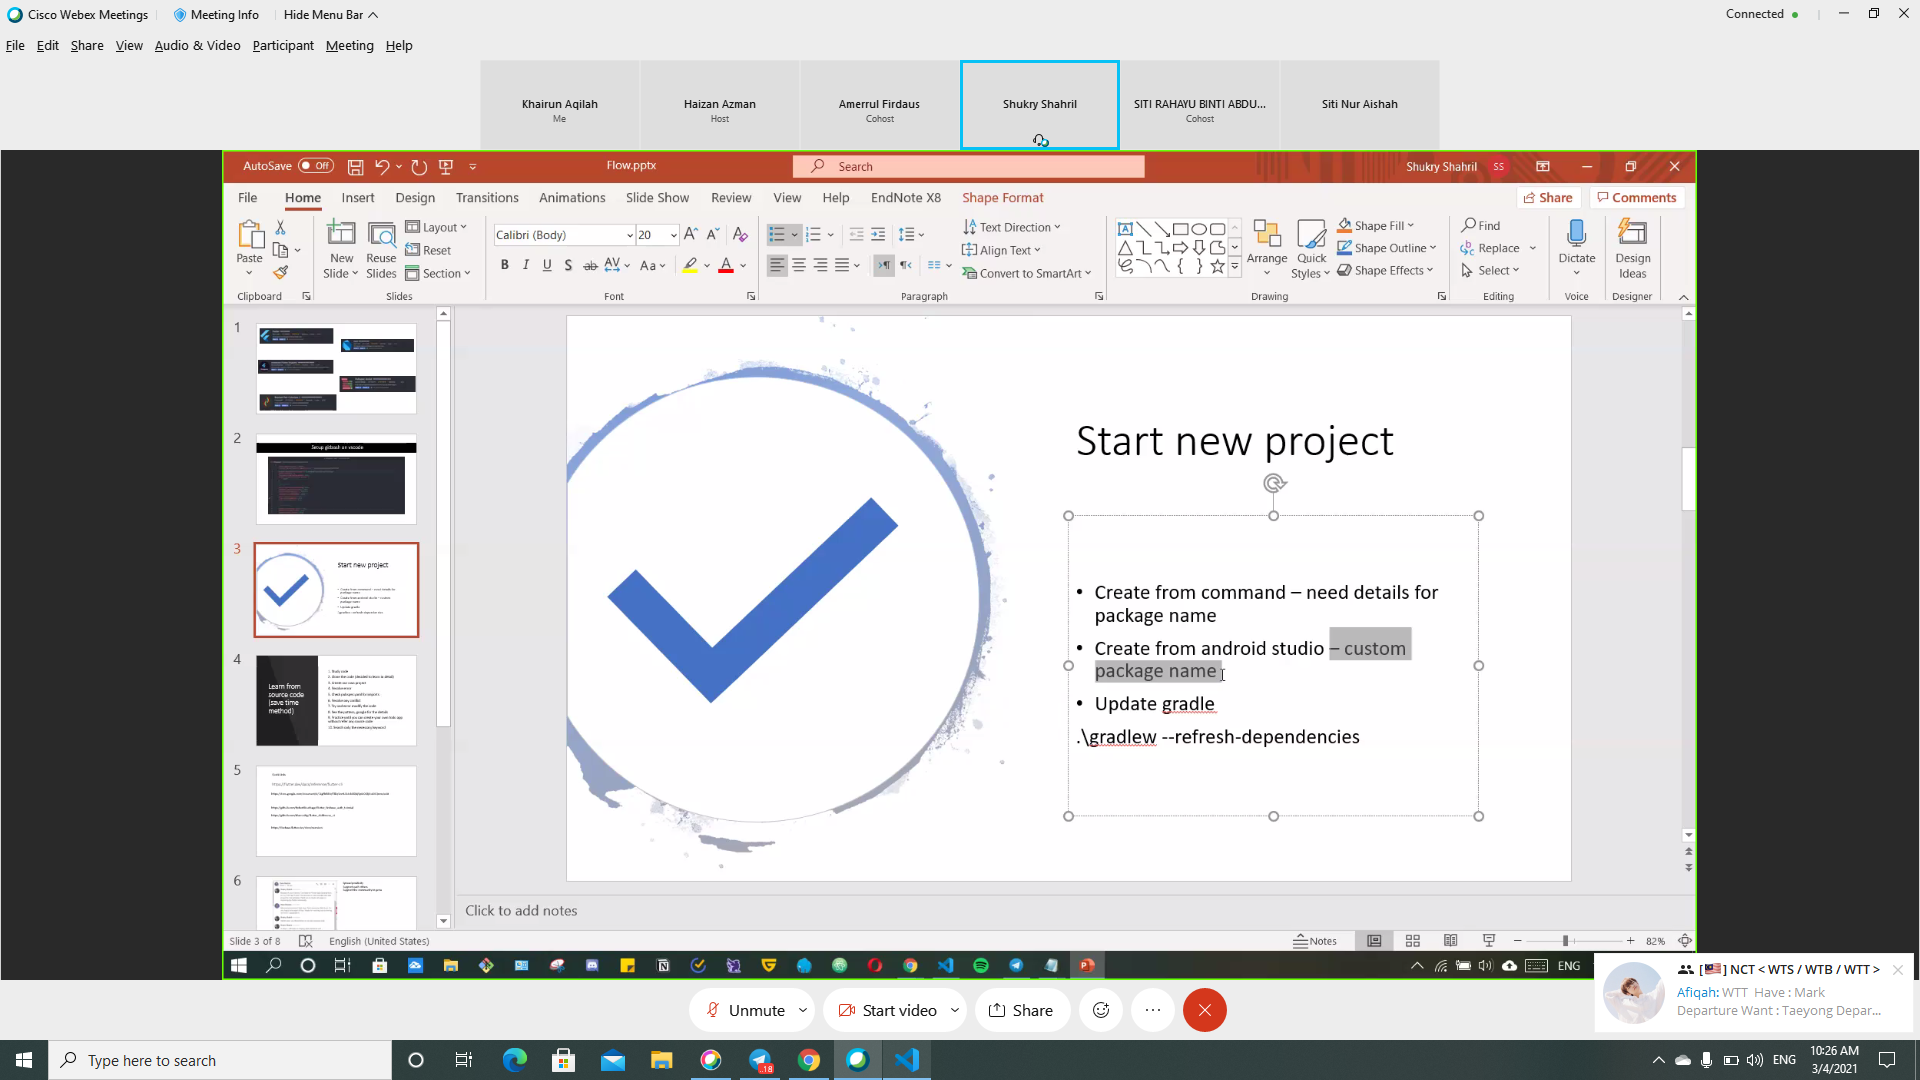 Cisco Webex Meetings Meeting Info Hide Menu Bar Connected
File Edit Share View Audio & Video Participant Meeting Help
Khairun Aqilah
Me
Haizan Azman
Host
Amerrul Firdaus
Cohost
Shukry Shahril
SITI RAHAYU BINTI ABDU...
Cohost
Siti Nur Aishah
AutoSave Off Flow.pptx Search Shukry Shahril SS
File Home Insert Design Transitions Animations Slide Show Review View Help EndNote X8 Shape Format Share Comments
Paste
Clipboard
New Slide
Reuse Slides
Layout
Reset
Section
Slides
Calibri (Body) 20
B I U S ab AV Aa A
Font
Text Direction
Align Text
Convert to SmartArt
Paragraph
Arrange
Quick Styles
Shape Fill
Shape Outline
Shape Effects
Drawing
Find
Replace
Select
Editing
Dictate
Voice
Design Ideas
Designer
1
2
Setup gitbash on vscode
3
Start new project
4
Learn from
source code
(save time
method)
5
6
Start new project
• Create from command – need details for
package name
• Create from android studio – custom
package name
• Update gradle
.\gradlew --refresh-dependencies
Click to add notes
Slide 3 of 8 English (United States) Notes 82%
ENG
[🇲🇾] NCT < WTS / WTB / WTT >
Afiqah: WTT Have : Mark
Departure Want : Taeyong Depar...
Unmute Start video Share
Type here to search
..18
ENG
10:26 AM
3/4/2021